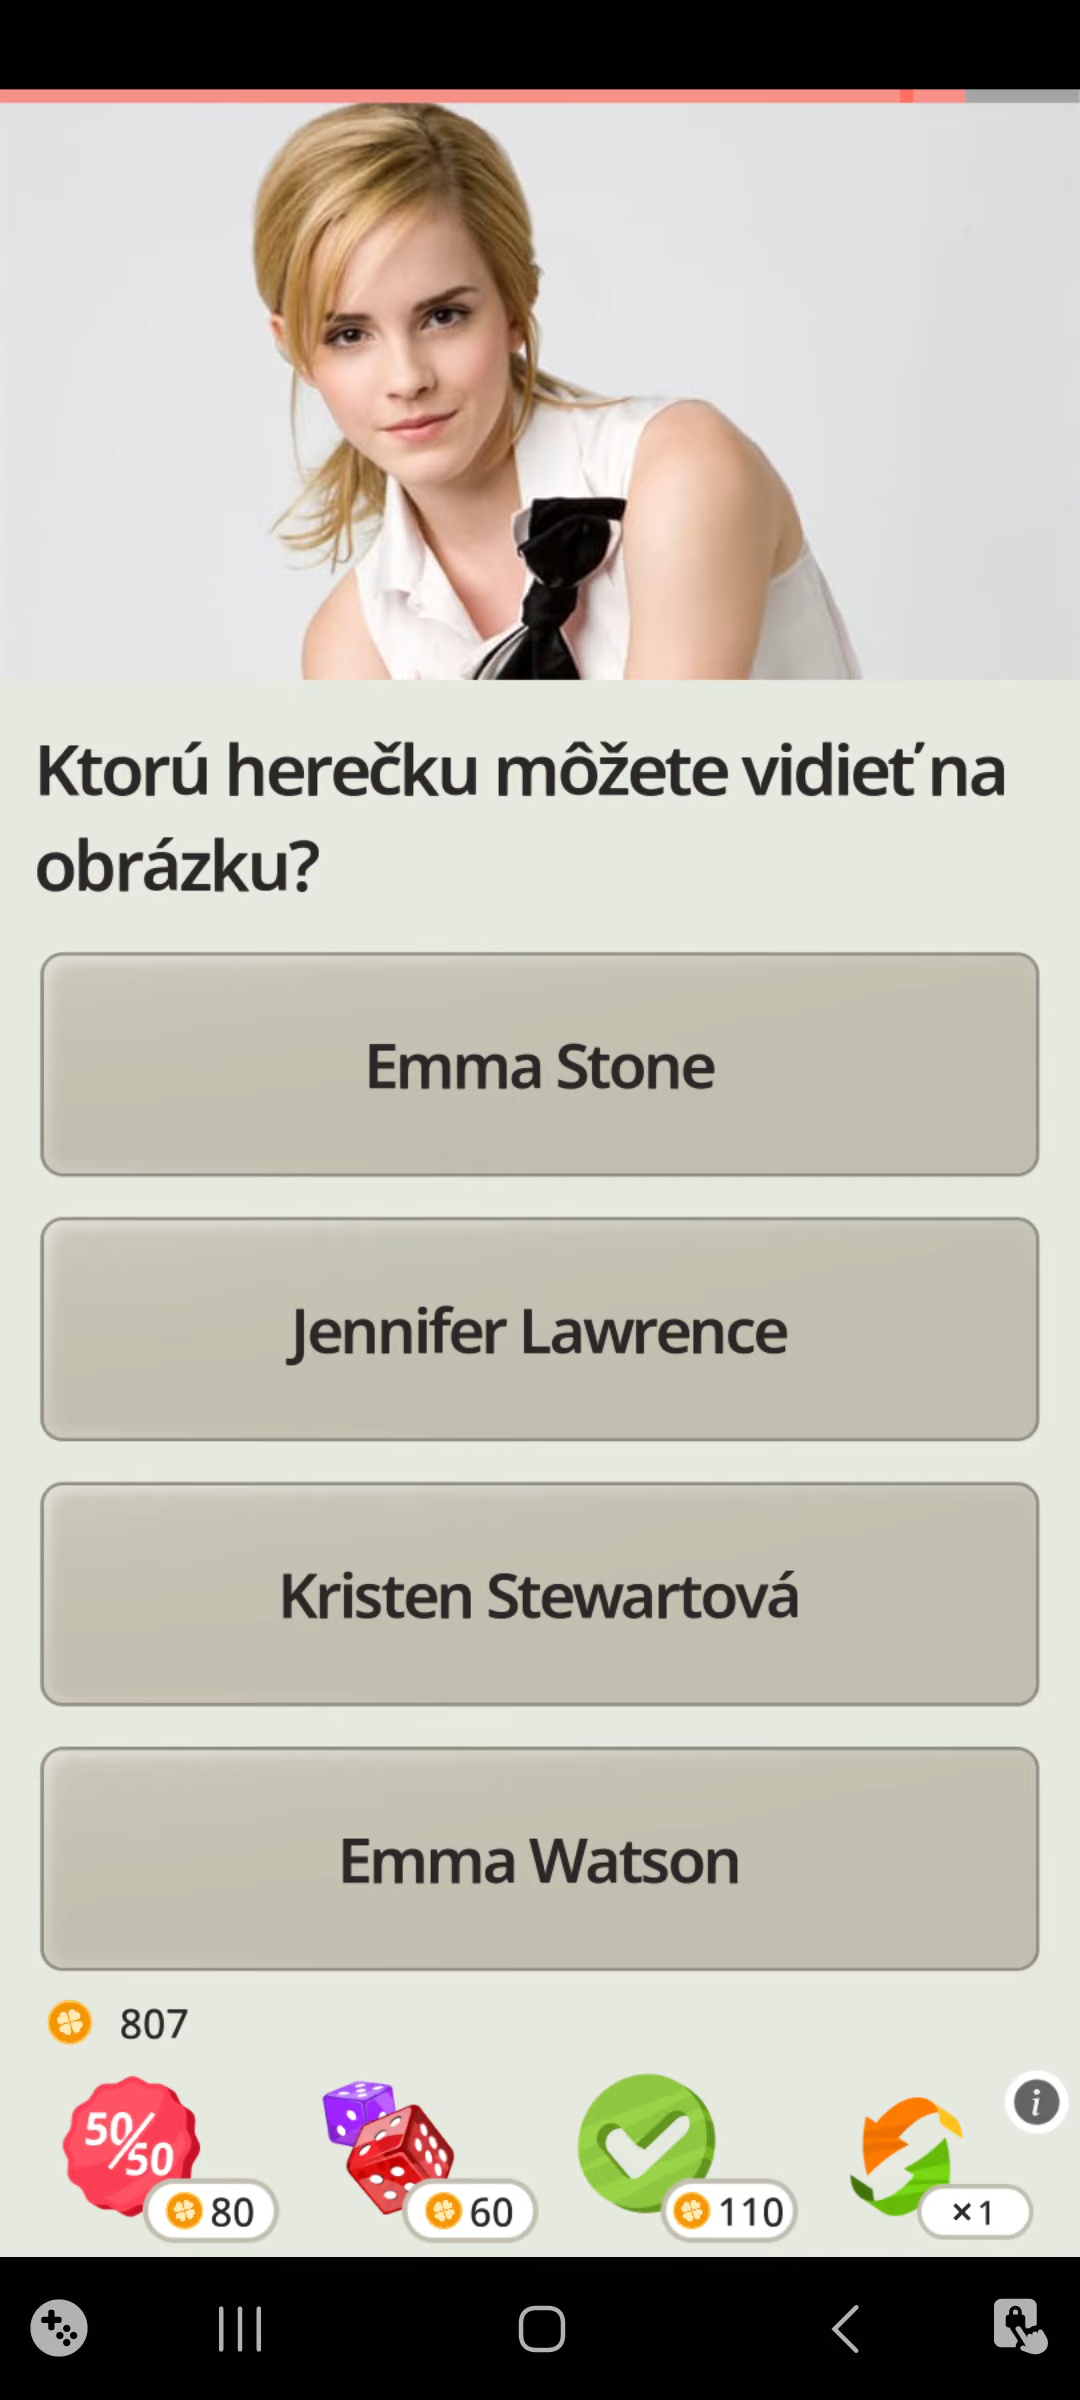 Ktorú herečku môžete vidieť na
obrázku?
Emma Stone
Jennifer Lawrence
Kristen Stewartová
Emma Watson
807
50/50
80
60
110
×1
i